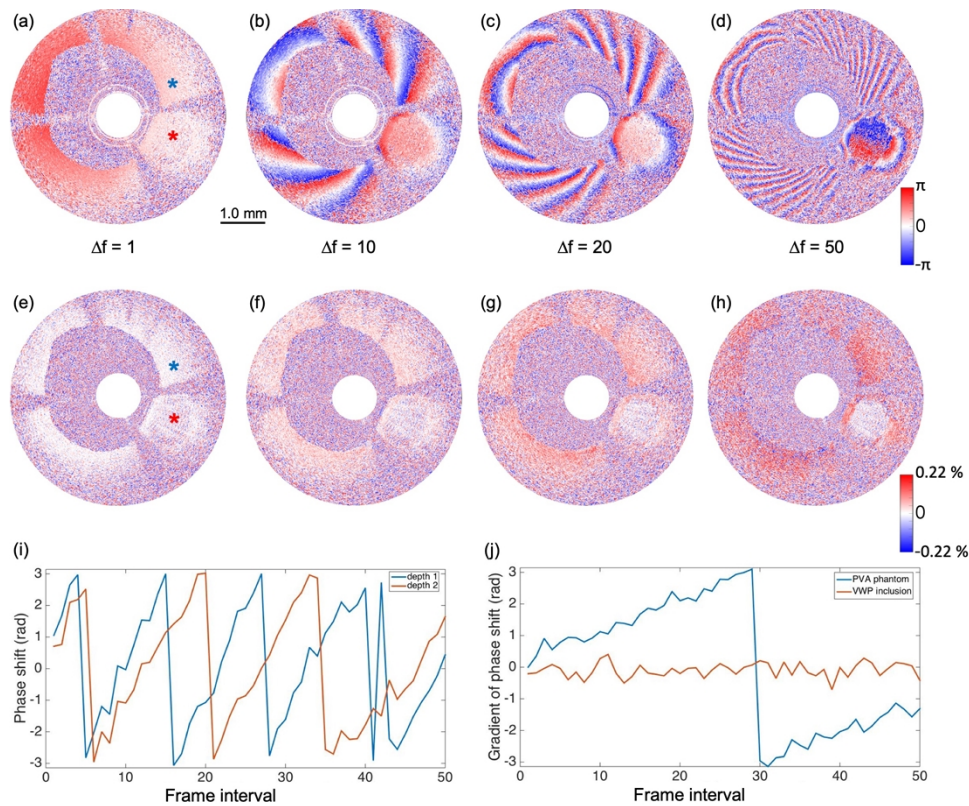 (a) (b) (c) (d)
*
*
1.0 mm
π
0
-π
Δf = 1 Δf = 10 Δf = 20 Δf = 50
(e) (f) (g) (h)
*
*
0.22 %
0
-0.22 %
(i) (j)
3
2
1
0
-1
-2
-3
0 10 20 30 40 50
Phase shift (rad)
Frame interval
depth 1
depth 2
3
2
1
0
-1
-2
-3
0 10 20 30 40 50
Gradient of phase shift (rad)
Frame interval
PVA phantom
VWP inclusion